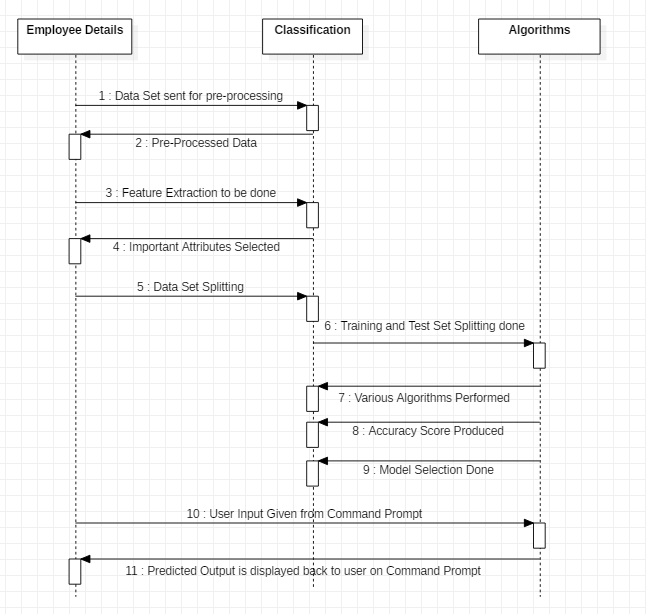 Employee Details
Classification
Algorithms
1 : Data Set sent for pre-processing
2 : Pre-Processed Data
3 : Feature Extraction to be done
4 : Important Attributes Selected
5 : Data Set Splitting
6 : Training and Test Set Splitting done
7 : Various Algorithms Performed
8 : Accuracy Score Produced
9 : Model Selection Done
10 : User Input Given from Command Prompt
11 : Predicted Output is displayed back to user on Command Prompt